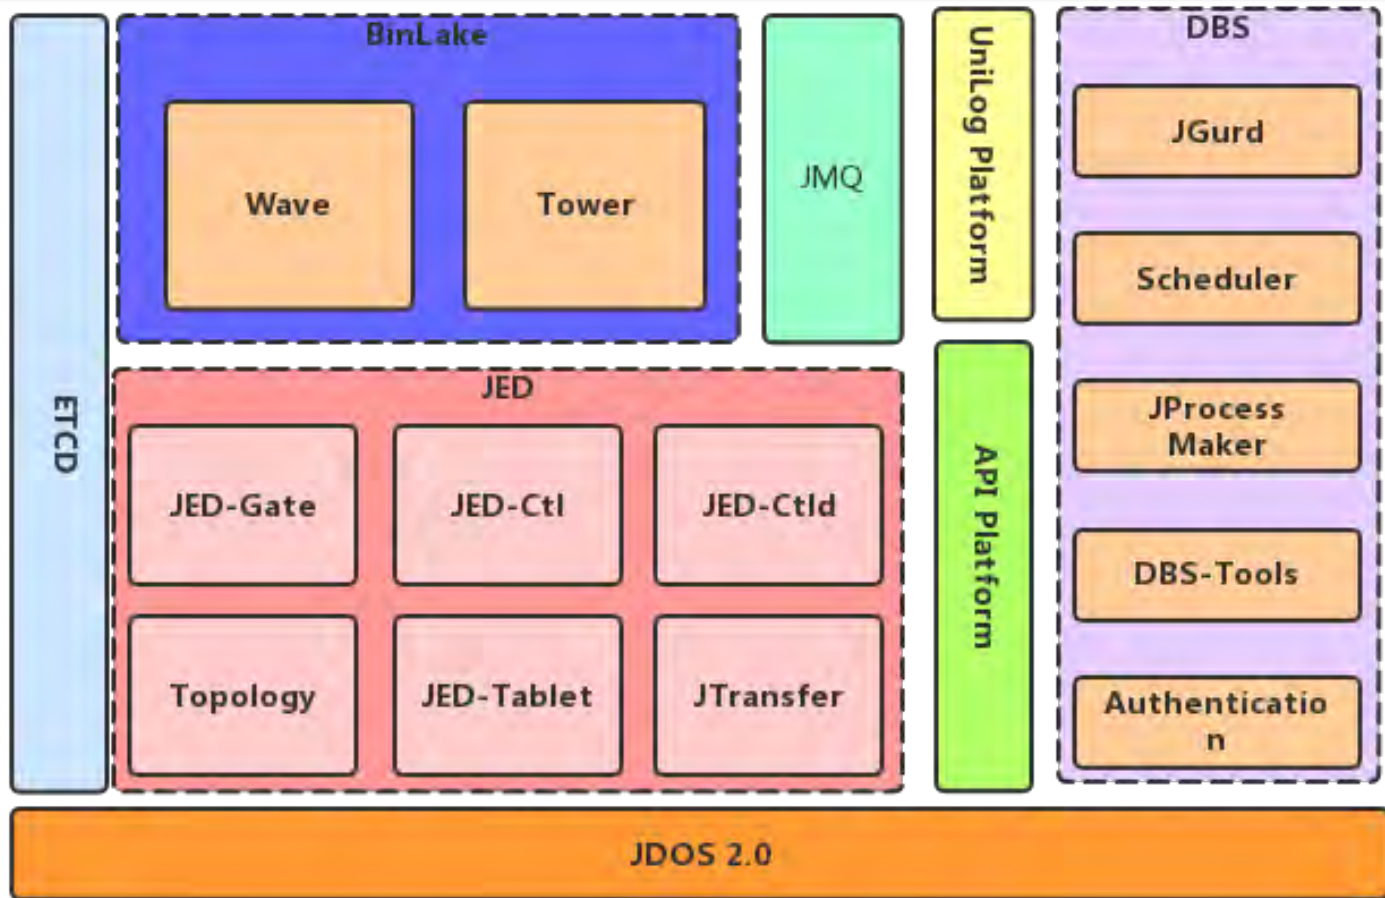 ETCD
BinLake
Wave
Tower
JMQ
UniLog Platform
DBS
JGurd
Scheduler
JProcess
Maker
DBS-Tools
Authenticatio
n
JED
JED-Gate
JED-Ctl
JED-Ctld
Topology
JED-Tablet
JTransfer
API Platform
JDOS 2.0